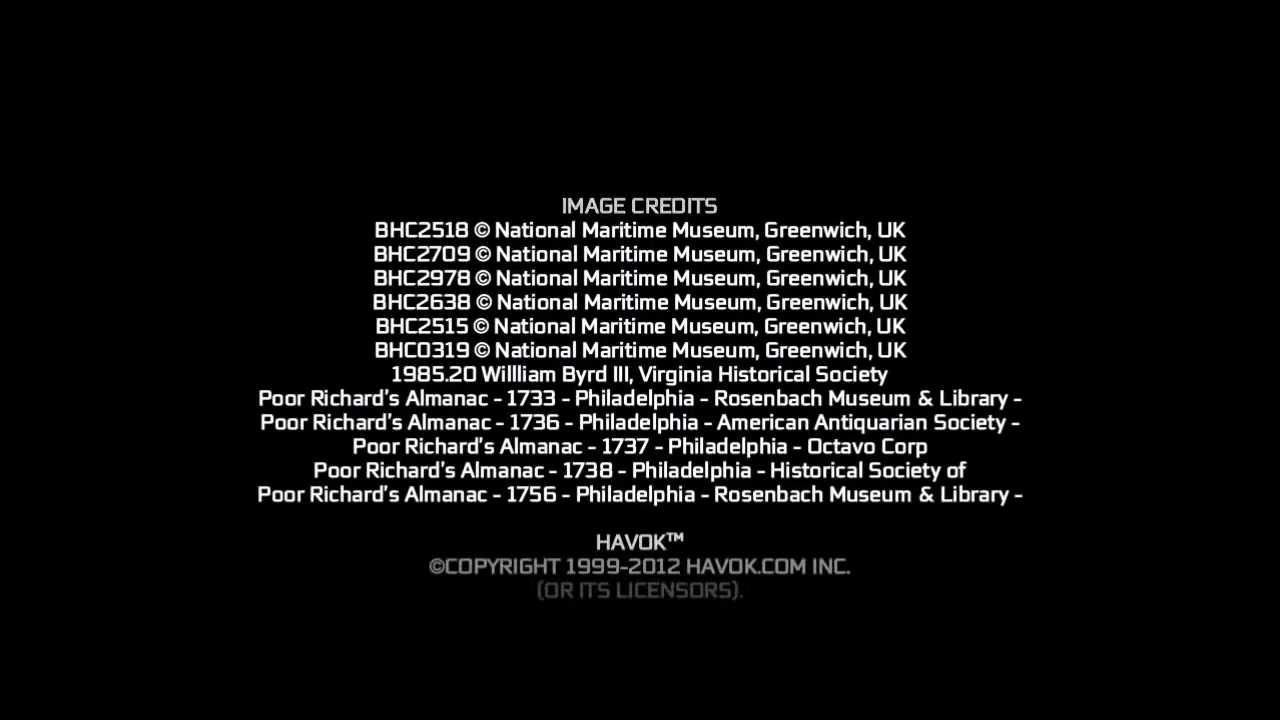 IMAGE CREDITS
BHC2518 © National Maritime Museum, Greenwich, UK
BHC2709 © National Maritime Museum, Greenwich, UK
BHC2978 © National Maritime Museum, Greenwich, UK
BHC2638 © National Maritime Museum, Greenwich, UK
BHC2515 © National Maritime Museum, Greenwich, UK
BHC0319 © National Maritime Museum, Greenwich, UK
1985.20 Willliam Byrd III, Virginia Historical Society
Poor Richard's Almanac - 1733 - Philadelphia - Rosenbach Museum & Library -
Poor Richard's Almanac - 1736 - Philadelphia - American Antiquarian Society -
Poor Richard's Almanac - 1737 - Philadelphia - Octavo Corp
Poor Richard's Almanac - 1738 - Philadelphia - Historical Society of
Poor Richard's Almanac - 1756 - Philadelphia - Rosenbach Museum & Library -
HAVOK™
©COPYRIGHT 1999-2012 HAVOK.COM INC.
(OR ITS LICENSORS).